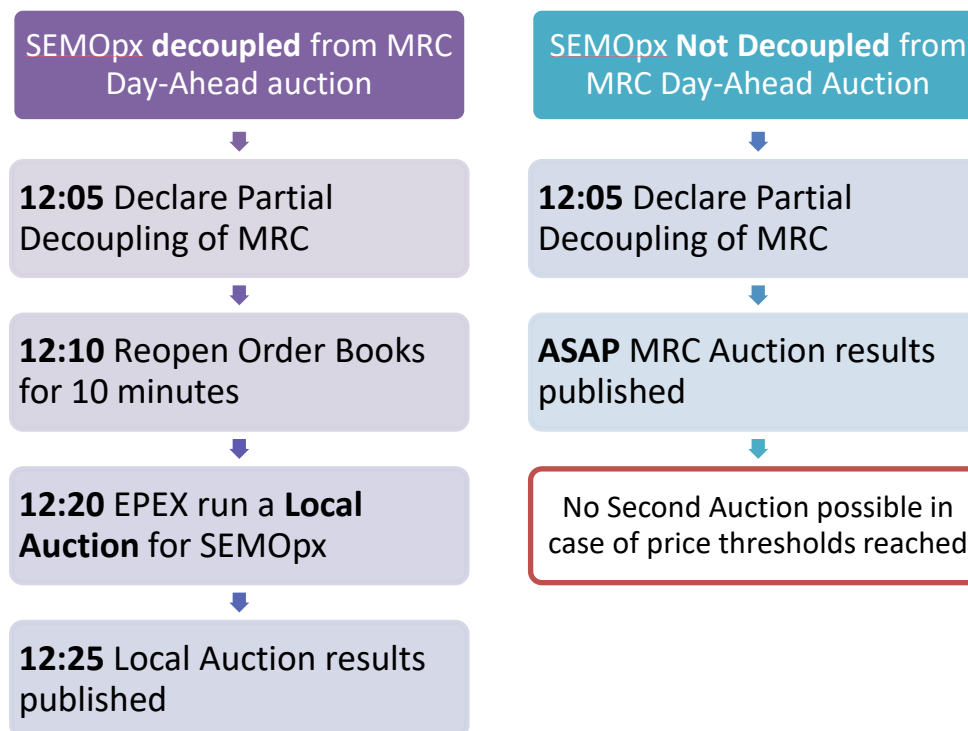 SEMOpx decoupled from MRC
Day-Ahead auction
12:05 Declare Partial
Decoupling of MRC
12:10 Reopen Order Books
for 10 minutes
12:20 EPEX run a Local
Auction for SEMOpx
12:25 Local Auction results
published
SEMOpx Not Decoupled from
MRC Day-Ahead Auction
12:05 Declare Partial
Decoupling of MRC
ASAP MRC Auction results
published
No Second Auction possible in
case of price thresholds reached